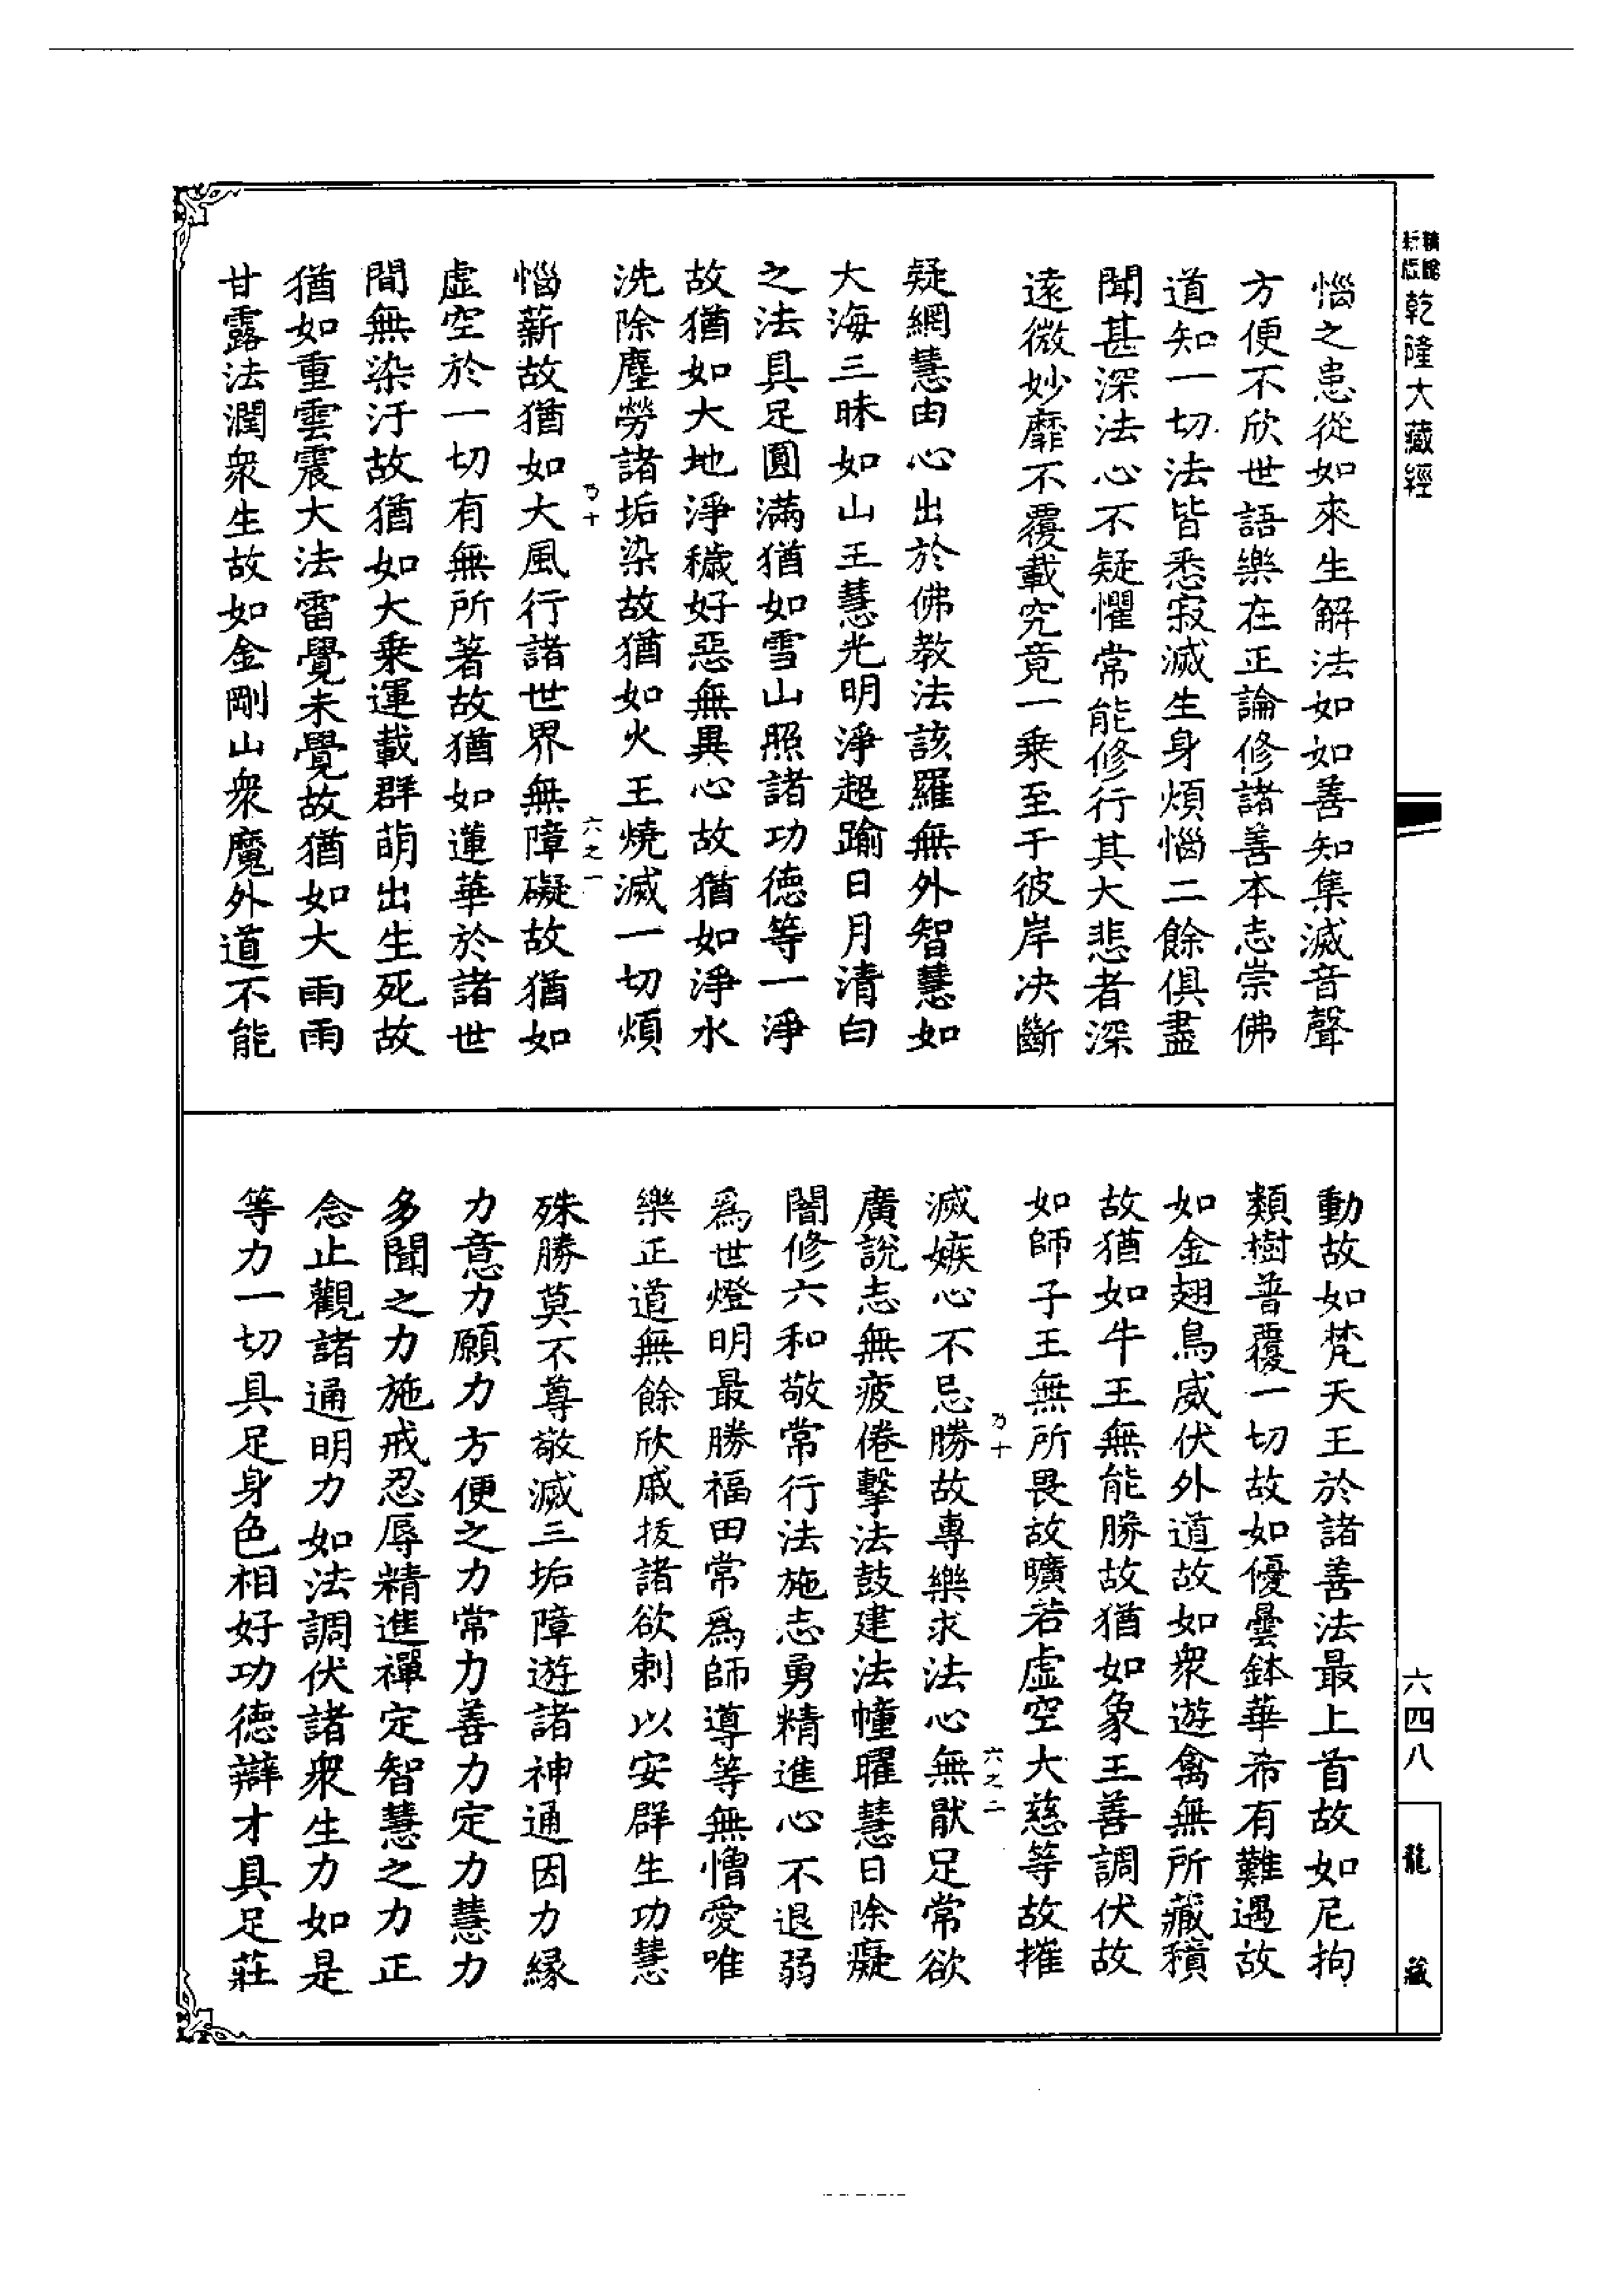 精縮新版乾隆大藏經
惱之患從如來生解法如如善知集滅音聲
方便不欣世語樂在正論修諸善本志崇佛
道知一切法皆悉寂滅生身煩惱二餘俱盡
聞甚深法心不疑懼常能修行其大悲者深
遠微妙靡不覆載究竟一乗至于彼岸决斷
疑網慧由心出於佛教法該羅無外智慧如
大海三昧如山王慧光明淨超踰日月清白
之法具足圓滿猶如雪山照諸功德等一淨
故猶如大地淨穢好惡無異心故猶如淨水
洗除塵勞諸垢染故猶如火王燒滅一切煩
乃十 六之一
惱薪故猶如大風行諸世界無障礙故猶如
虛空於一切有無所著故猶如蓮華於諸世
間無染汙故猶如大乗運載群萌出生死故
猶如重雲震大法雷覺未覺故猶如大雨雨
甘露法潤衆生故如金剛山衆魔外道不能
動故如梵天王於諸善法最上首故如尼拘
類樹普覆一切故如優曇鉢華希有難遇故
如金翅鳥威伏外道故如衆遊禽無所藏積
故猶如牛王無能勝故猶如象王善調伏故
如師子王無所畏故曠若虛空大慈等故摧
乃十 六之二
滅嫉心不忌勝故專樂求法心無猒足常欲
廣說志無疲倦擊法鼓建法幢曜慧日除癡
闇修六和敬常行法施志勇精進心不退弱
爲世燈明最勝福田常爲師導等無憎愛唯
樂正道無餘欣戚拔諸欲刺以安群生功慧
殊勝莫不尊敬滅三垢障遊諸神通因力緣
力意力願力方便之力常力善力定力慧力
多聞之力施戒忍辱精進禪定智慧之力正
念止觀諸通明力如法調伏諸衆生力如是
等力一切具足身色相好功德辯才具足莊
六四八
龍藏